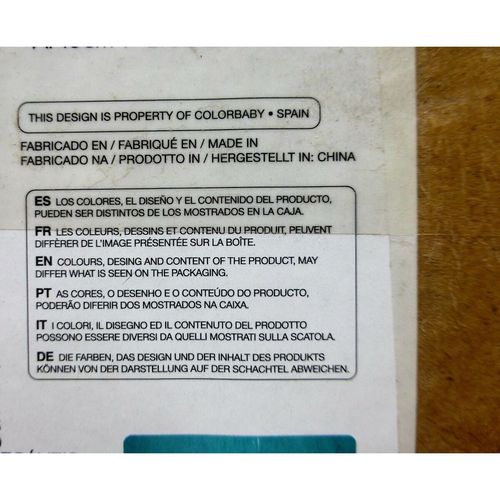 THIS DESIGN IS PROPERTY OF COLORBABY • SPAIN
FABRICADO EN / FABRIQUÉ EN / MADE IN
FABRICADO NA / PRODOTTO IN / HERGESTELLT IN: CHINA
ES LOS COLORES, EL DISEÑO Y EL CONTENIDO DEL PRODUCTO,
PUEDEN SER DISTINTOS DE LOS MOSTRADOS EN LA CAJA.
FR LES COLEURS, DESSINS ET CONTENU DU PRODUIT, PEUVENT
DIFFÈRER DE L'IMAGE PRÉSENTÉE SUR LA BOÎTE.
EN COLOURS, DESING AND CONTENT OF THE PRODUCT, MAY
DIFFER WHAT IS SEEN ON THE PACKAGING.
PT AS CORES, O DESENHO E O CONTEÚDO DO PRODUCTO,
PODERÃO DIFERIR DOS MOSTRADOS NA CAIXA.
IT I COLORI, IL DISEGNO ED IL CONTENUTO DEL PRODOTTO
POSSONO ESSERE DIVERSI DA QUELLI MOSTRATI SULLA SCATOLA.
DE DIE FARBEN, DAS DESIGN UND DER INHALT DES PRODUKTS
KÖNNEN VON DER DARSTELLUNG AUF DER SCHACHTEL ABWEICHEN.